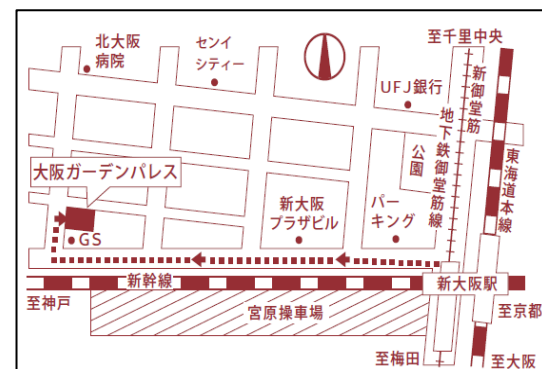 至千里中央
北大阪
病院
センイ
シティー
UFJ銀行
新御堂筋
地下鉄御堂筋線
東海道本線
公園
大阪ガーデンパレス
新大阪
プラザビル
パー
キング
GS
新幹線
新大阪駅
至神戸
宮原操車場
至京都
至梅田
至大阪